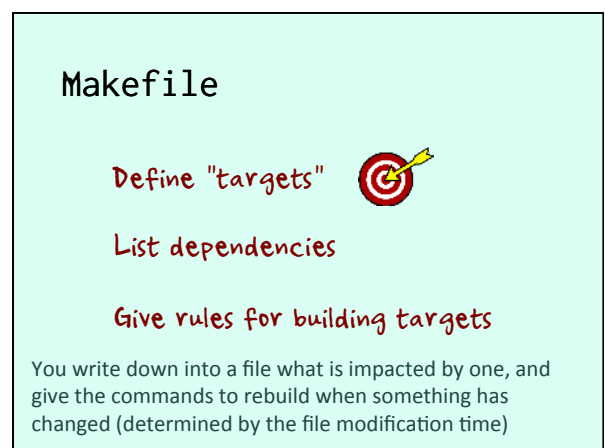 Makefile
Define "targets"
List dependencies
Give rules for building targets
You write down into a file what is impacted by one, and
give the commands to rebuild when something has
changed (determined by the file modification time)